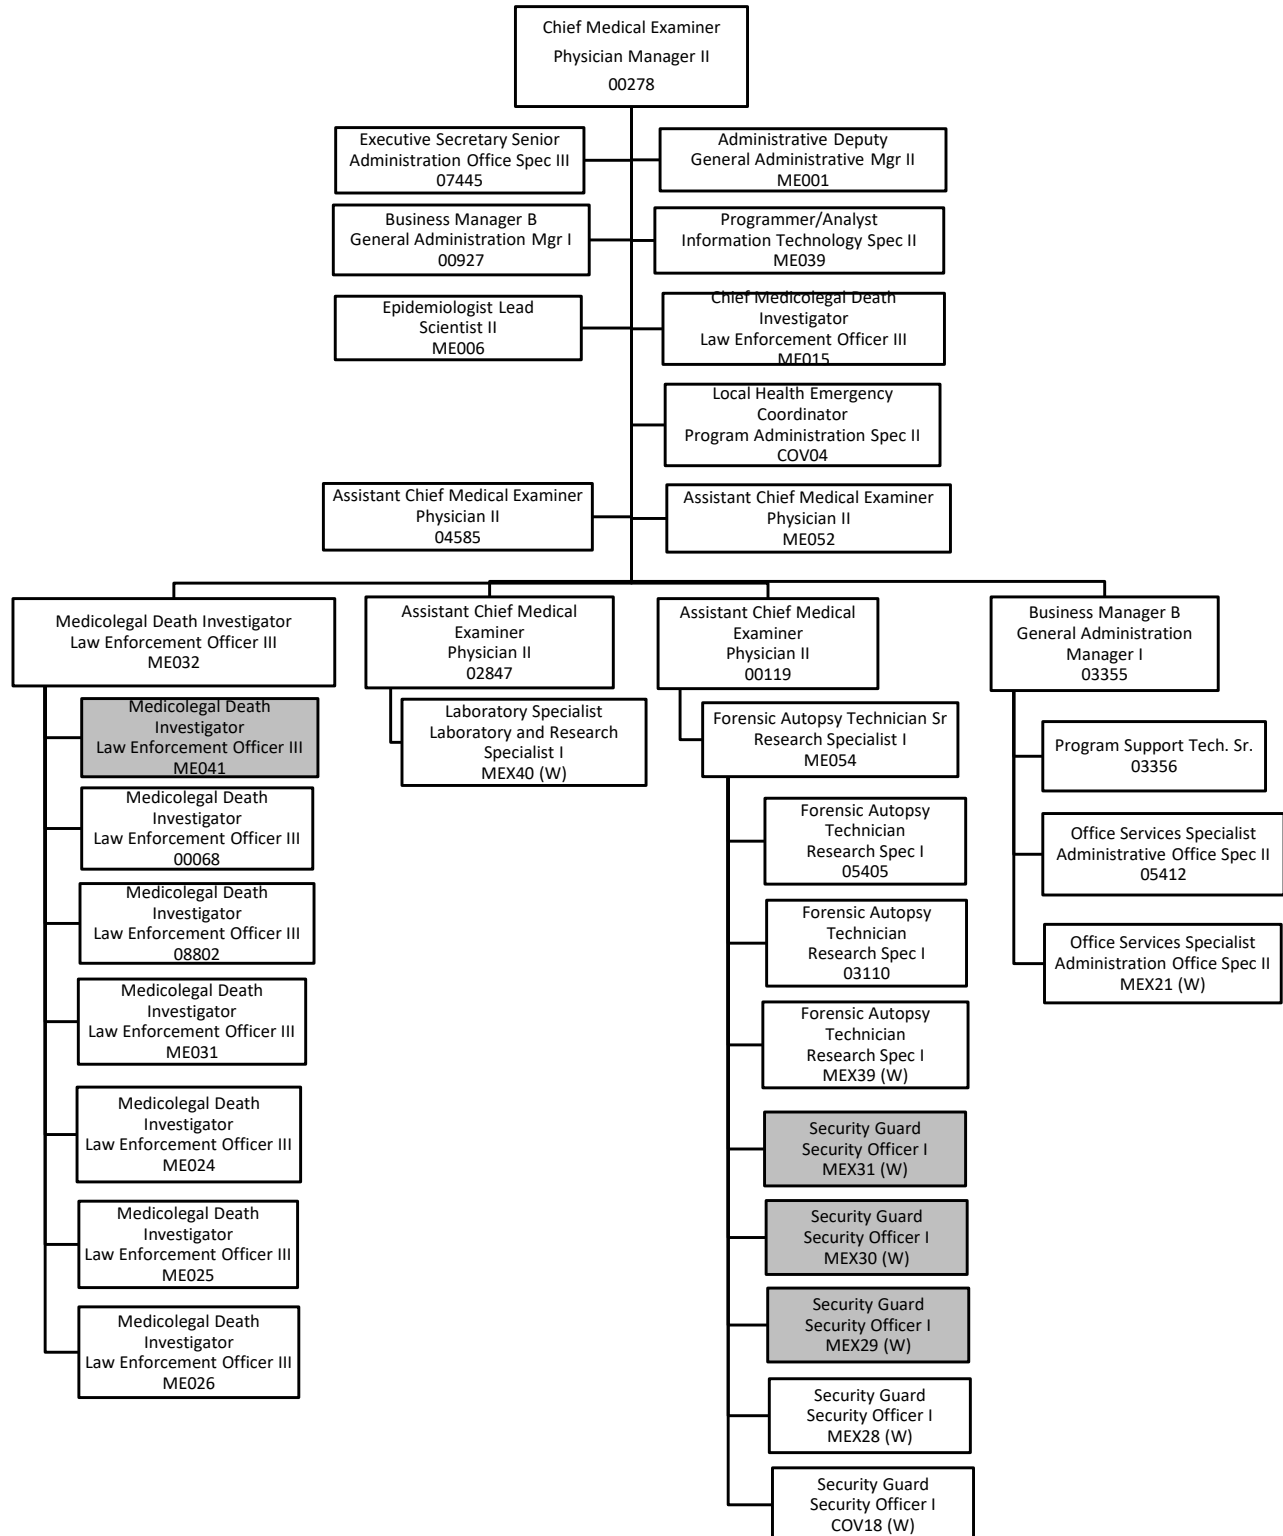 Chief Medical Examiner
Physician Manager II
00278
Executive Secretary Senior
Administration Office Spec III
07445
Administrative Deputy
General Administrative Mgr II
ME001
Business Manager B
General Administration Mgr I
00927
Programmer/Analyst
Information Technology Spec II
ME039
Epidemiologist Lead
Scientist II
ME006
Chief Medicolegal Death
Investigator
Law Enforcement Officer III
ME015
Local Health Emergency
Coordinator
Program Administration Spec II
COV04
Assistant Chief Medical Examiner
Physician II
04585
Assistant Chief Medical Examiner
Physician II
ME052
Medicolegal Death Investigator
Law Enforcement Officer III
ME032
Medicolegal Death
Investigator
Law Enforcement Officer III
ME041
Medicolegal Death
Investigator
Law Enforcement Officer III
00068
Medicolegal Death
Investigator
Law Enforcement Officer III
08802
Medicolegal Death
Investigator
Law Enforcement Officer III
ME031
Medicolegal Death
Investigator
Law Enforcement Officer III
ME024
Medicolegal Death
Investigator
Law Enforcement Officer III
ME025
Medicolegal Death
Investigator
Law Enforcement Officer III
ME026
Assistant Chief Medical
Examiner
Physician II
02847
Laboratory Specialist
Laboratory and Research
Specialist I
MEX40 (W)
Assistant Chief Medical
Examiner
Physician II
00119
Forensic Autopsy Technician Sr
Research Specialist I
ME054
Forensic Autopsy
Technician
Research Spec I
05405
Forensic Autopsy
Technician
Research Spec I
03110
Forensic Autopsy
Technician
Research Spec I
MEX39 (W)
Security Guard
Security Officer I
MEX31 (W)
Security Guard
Security Officer I
MEX30 (W)
Security Guard
Security Officer I
MEX29 (W)
Security Guard
Security Officer I
MEX28 (W)
Security Guard
Security Officer I
COV18 (W)
Business Manager B
General Administration
Manager I
03355
Program Support Tech. Sr.
03356
Office Services Specialist
Administrative Office Spec II
05412
Office Services Specialist
Administration Office Spec II
MEX21 (W)